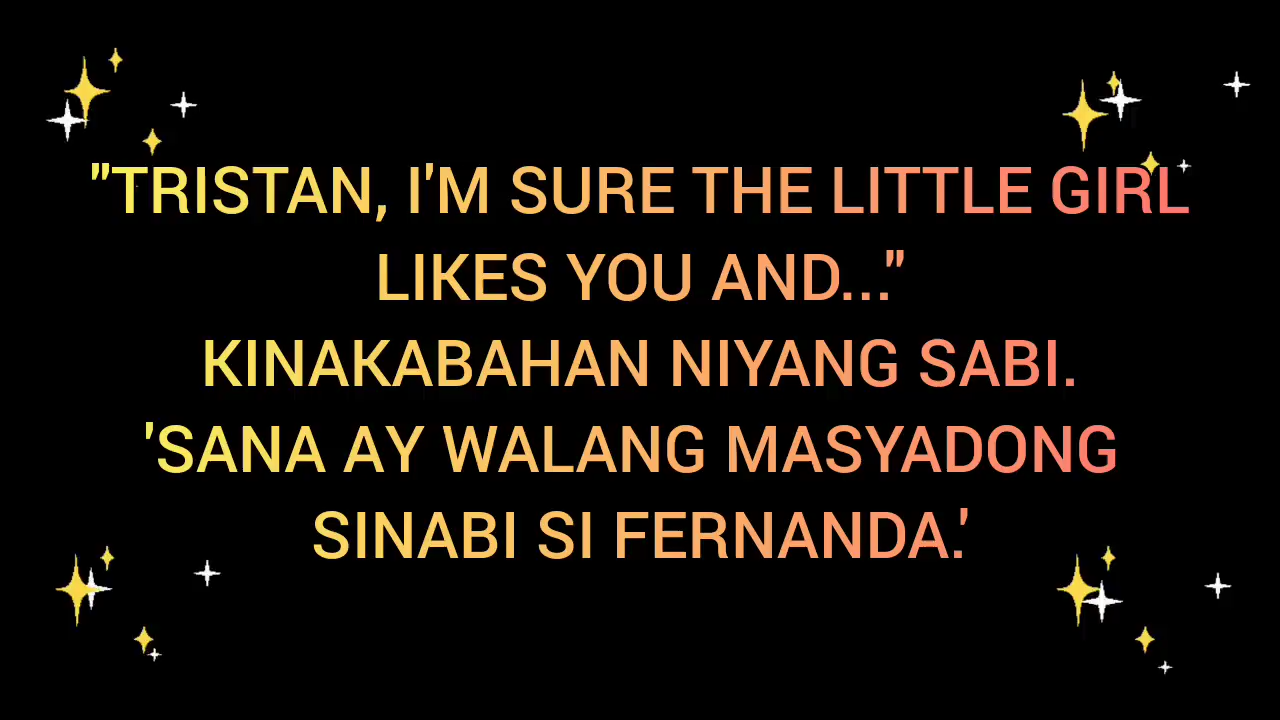 "TRISTAN, I'M SURE THE LITTLE GIRL
LIKES YOU AND..."
KINAKABAHAN NIYANG SABI.
'SANA AY WALANG MASYADONG
SINABI SI FERNANDA.'